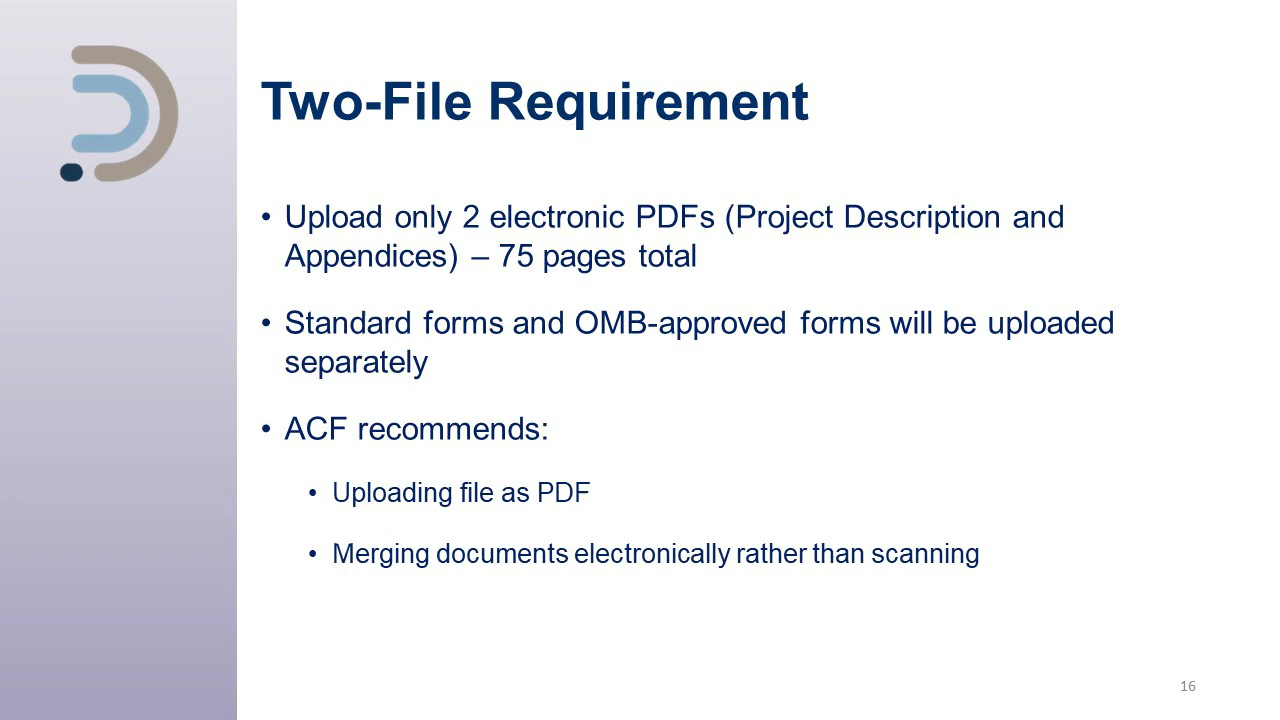 Two-File Requirement
• Upload only 2 electronic PDFs (Project Description and
Appendices) – 75 pages total
• Standard forms and OMB-approved forms will be uploaded
separately
• ACF recommends:
• Uploading file as PDF
• Merging documents electronically rather than scanning
16